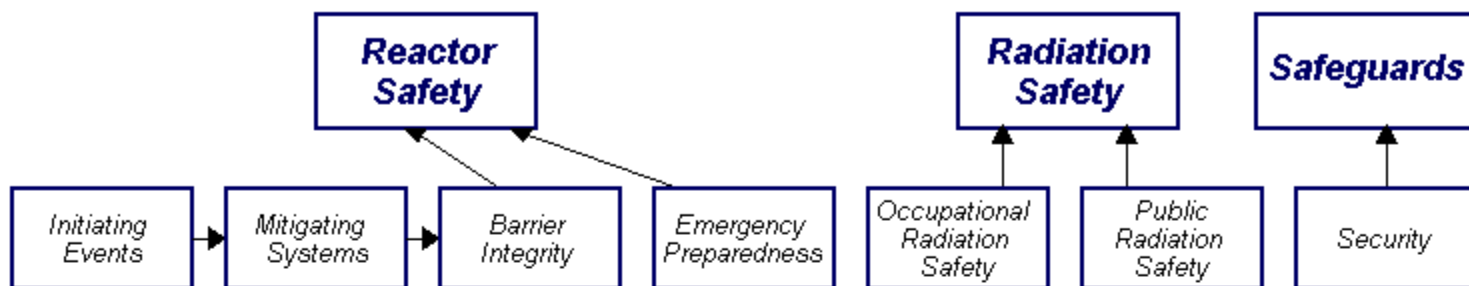 Reactor
Safety
Radiation
Safety
Safeguards
Initiating
Events
Mitigating
Systems
Barrier
Integrity
Emergency
Preparedness
Occupational
Radiation
Safety
Public
Radiation
Safety
Security